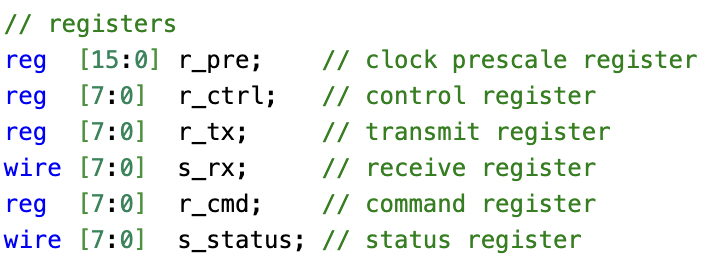 // registers
reg  [15:0] r_pre;    // clock prescale register
reg  [7:0]  r_ctrl;   // control register
reg  [7:0]  r_tx;     // transmit register
wire [7:0]  s_rx;     // receive register
reg  [7:0]  r_cmd;    // command register
wire [7:0]  s_status; // status register